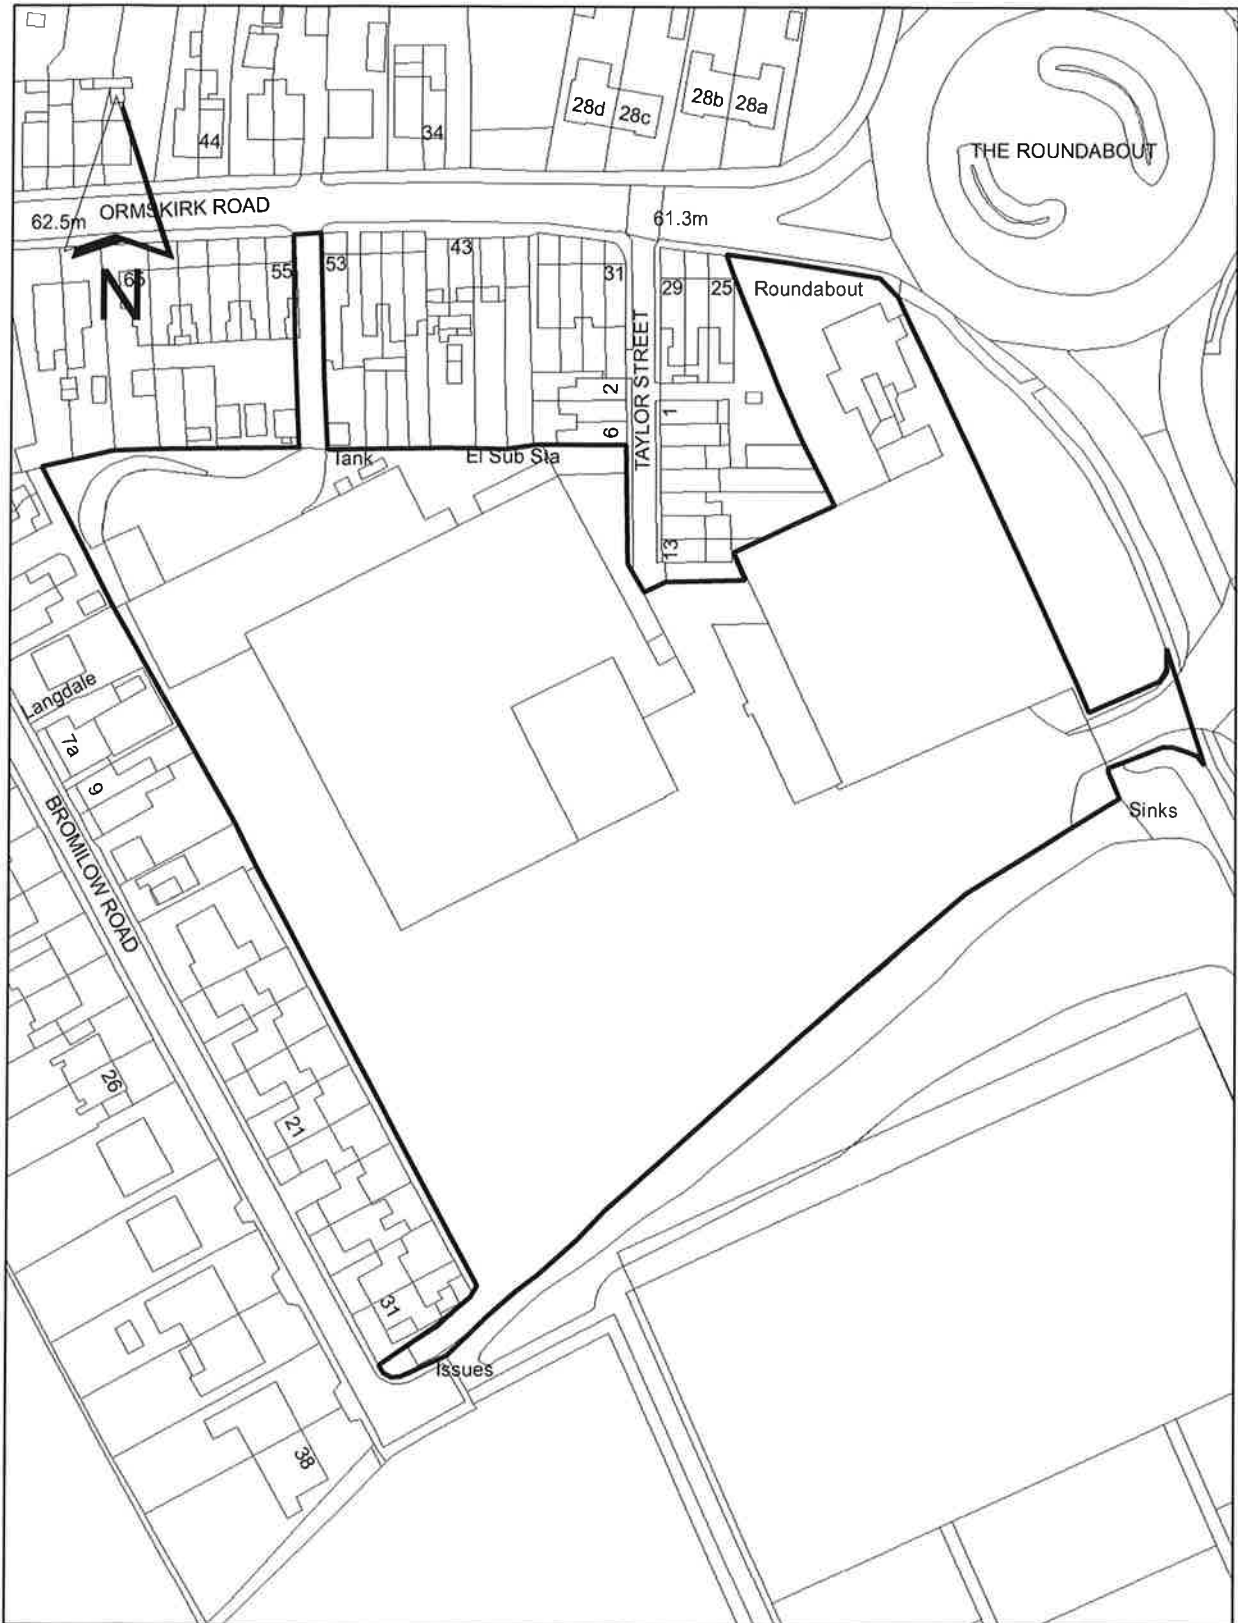 44
34
28d
28c
28b
28a
THE ROUNDABOUT
ORMSKIRK ROAD
62.5m
61.3m
N
65
55
53
43
31
29
25
Roundabout
TAYLOR STREET
2
6
1
13
Tank
El Sub Sta
Langdale
7a
9
BROMILOW ROAD
Sinks
26
21
31
Issues
38